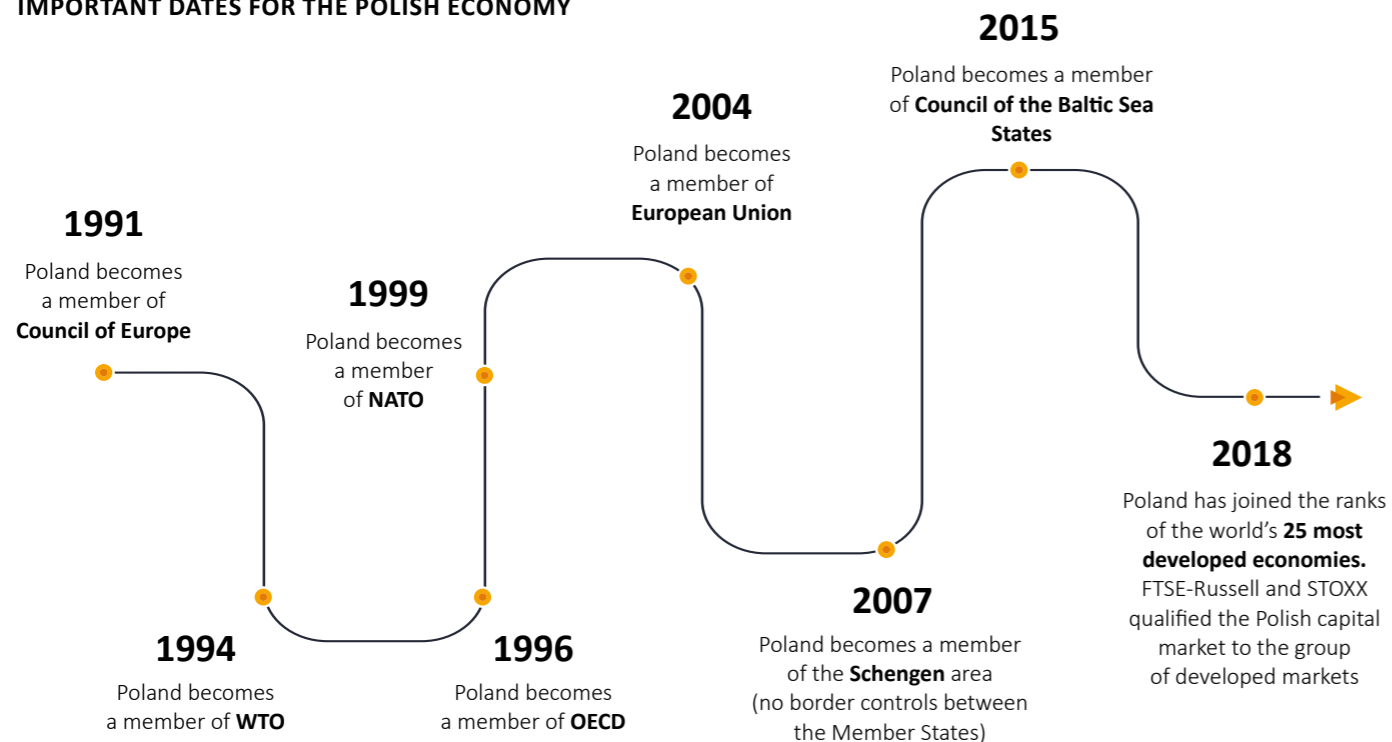 IMPORTANT DATES FOR THE POLISH ECONOMY
1991
Poland becomes
a member of
Council of Europe
1994
Poland becomes
a member of WTO
1996
Poland becomes
a member of OECD
1999
Poland becomes
a member
of NATO
2004
Poland becomes
a member of
European Union
2007
Poland becomes a member
of the Schengen area
(no border controls between
the Member States)
2015
Poland becomes a member
of Council of the Baltic Sea
States
2018
Poland has joined the ranks
of the world's 25 most
developed economies.
FTSE-Russell and STOXX
qualified the Polish capital
market to the group
of developed markets